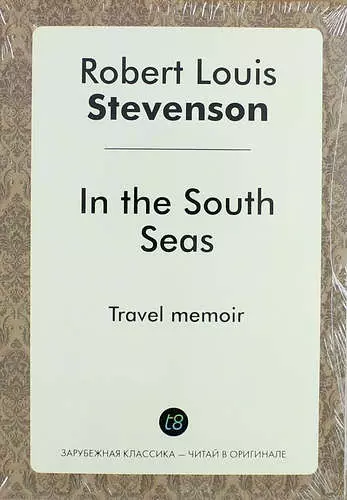 Robert Louis
Stevenson
In the South
Seas
Travel memoir
t8
ЗАРУБЕЖНАЯ КЛАССИКА — ЧИТАЙ В ОРИГИНАЛЕ